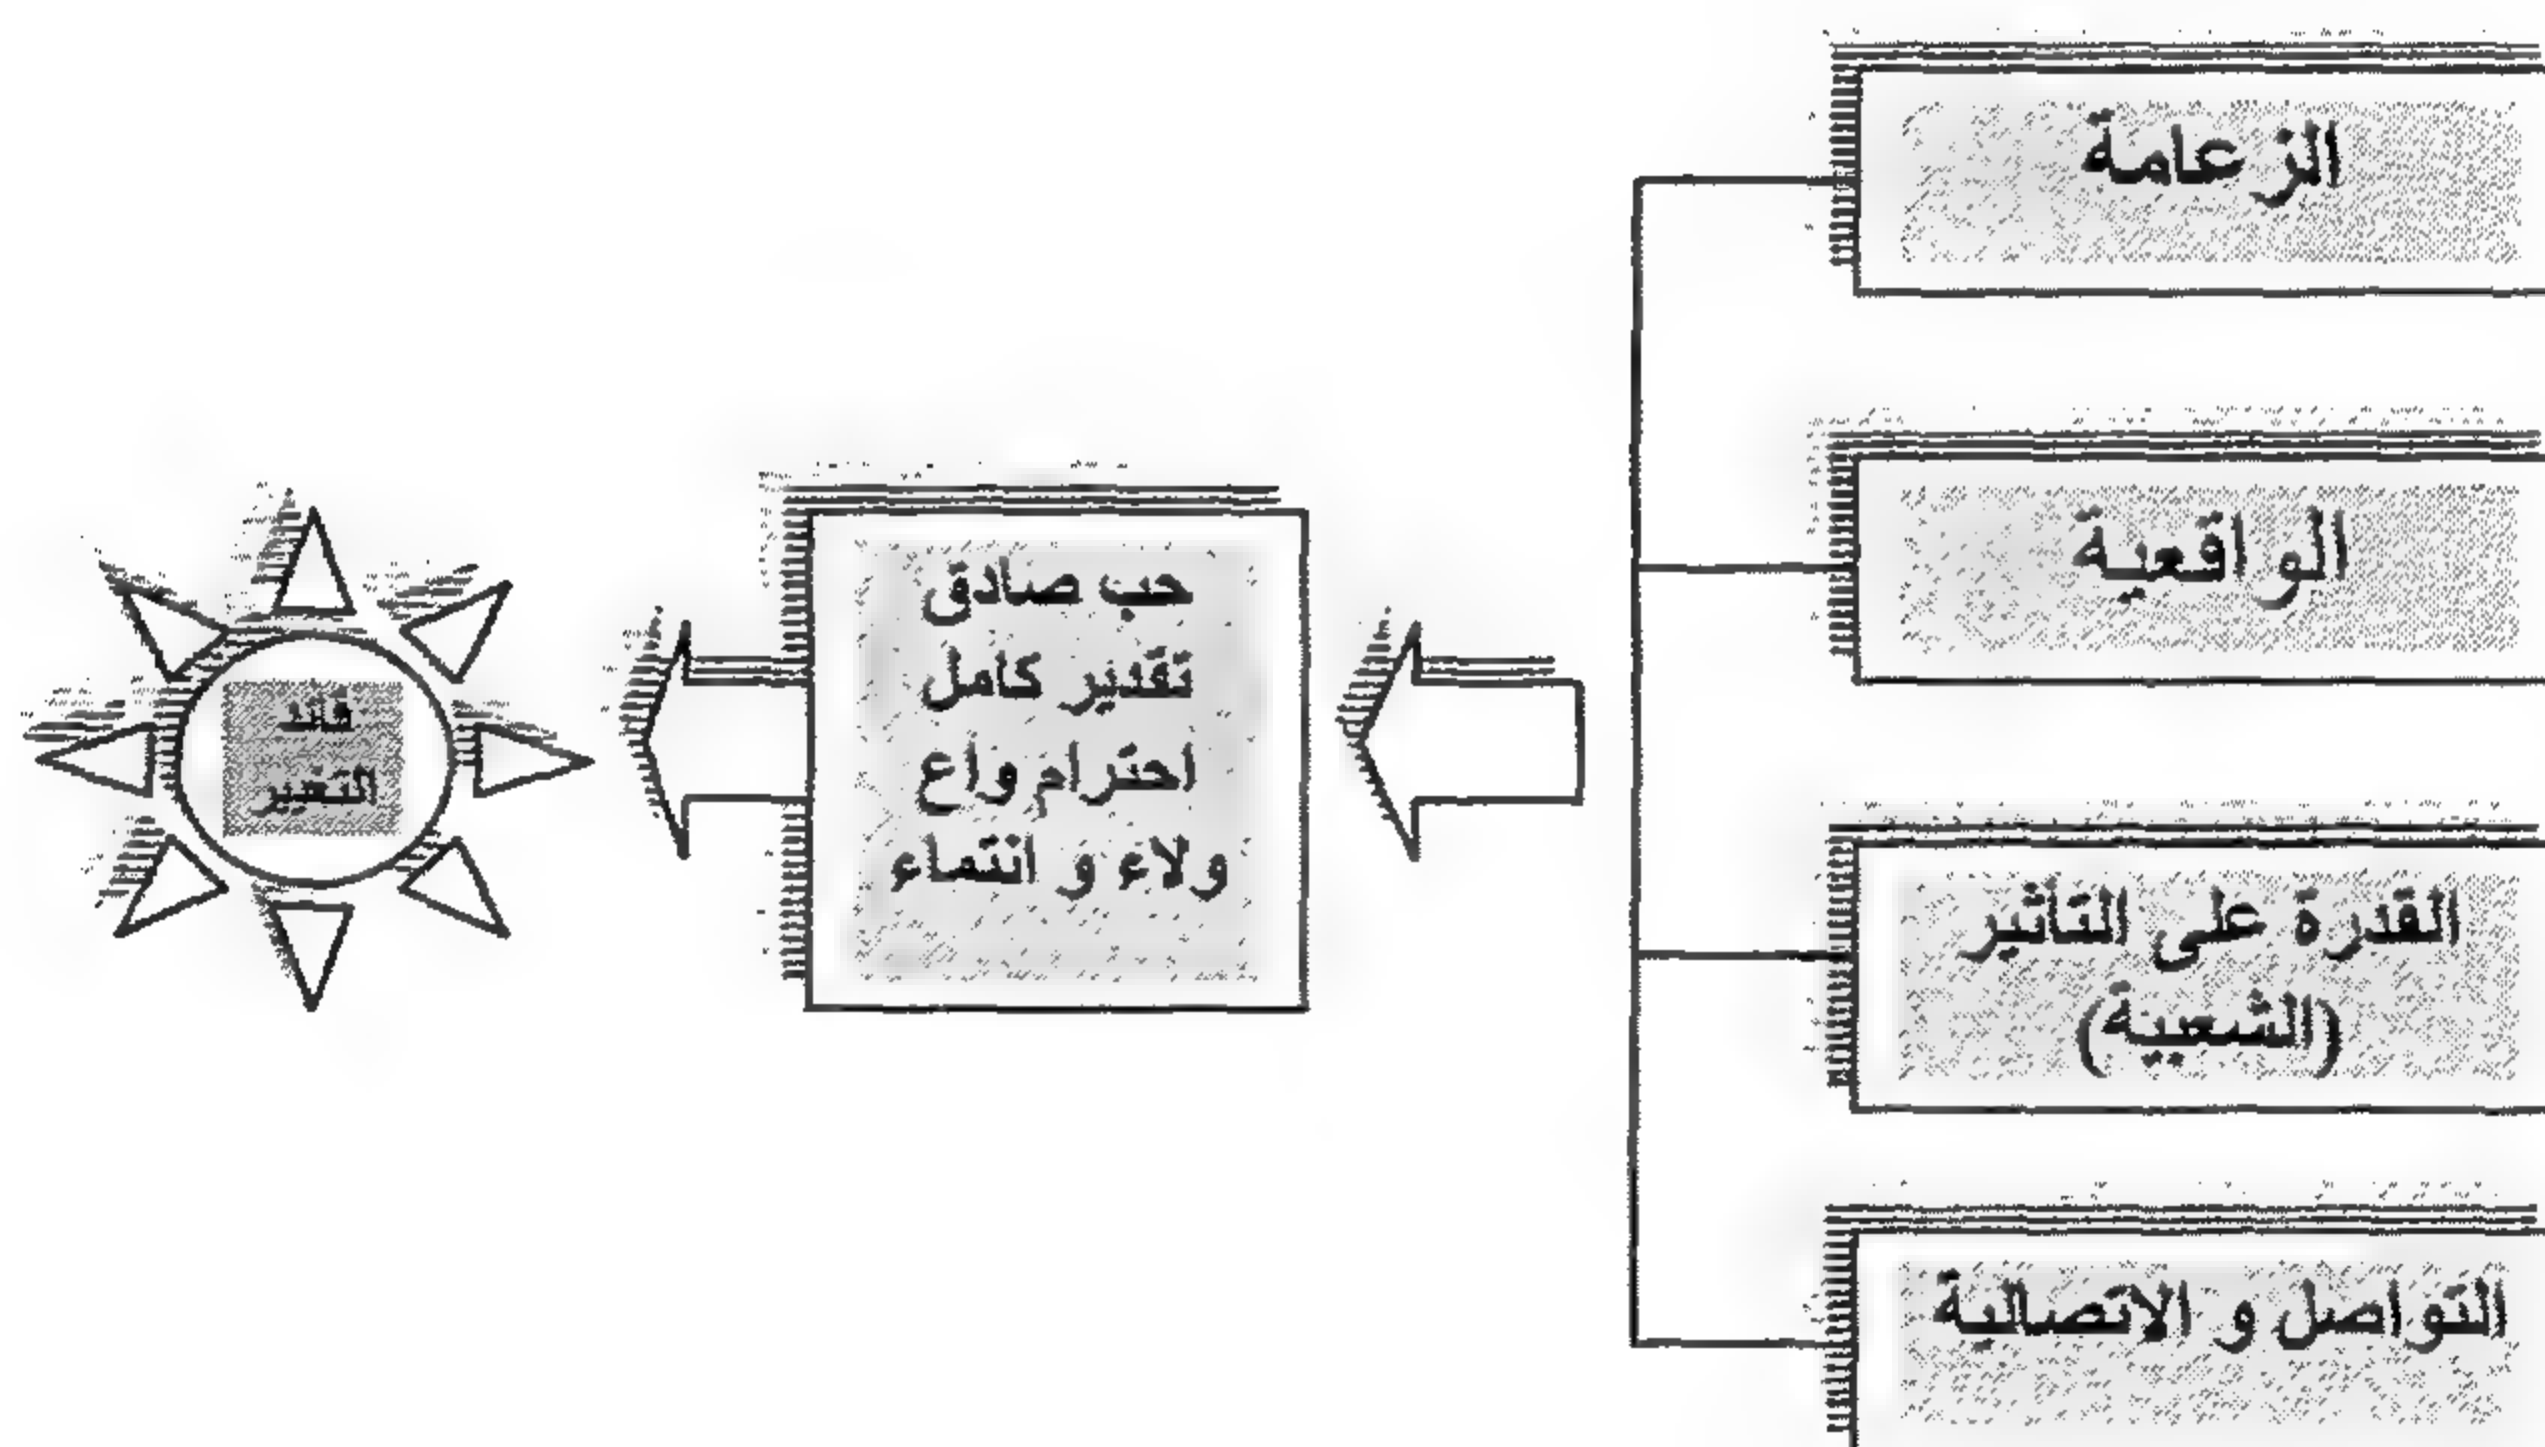 الزعامة
الواقعية
القدرة على التأثير
(الشعبية)
التواصل و الاتصالية
حب صادق
تقدير كامل
احترام واع
ولاء و انتماء
قائد
التغيير